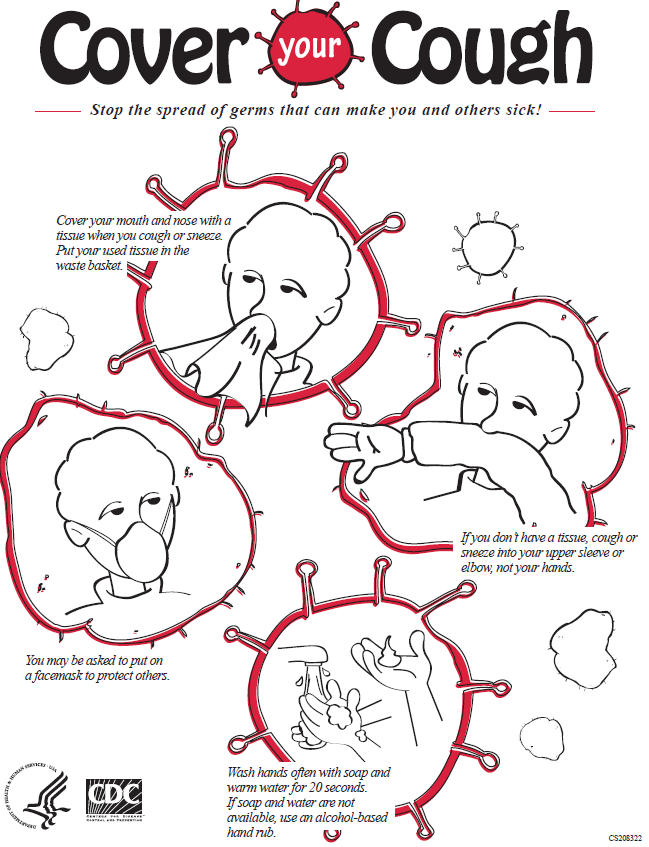 Cover your Cough
Stop the spread of germs that can make you and others sick!
Cover your mouth and nose with a
tissue when you cough or sneeze.
Put your used tissue in the
waste basket.
If you don't have a tissue, cough or
sneeze into your upper sleeve or
elbow, not your hands.
You may be asked to put on
a facemask to protect others.
Wash hands often with soap and
warm water for 20 seconds.
If soap and water are not
available, use an alcohol-based
hand rub.
DEPARTMENT OF HEALTH & HUMAN SERVICES · USA
CDC
CENTERS FOR DISEASE
CONTROL AND PREVENTION
CS208322